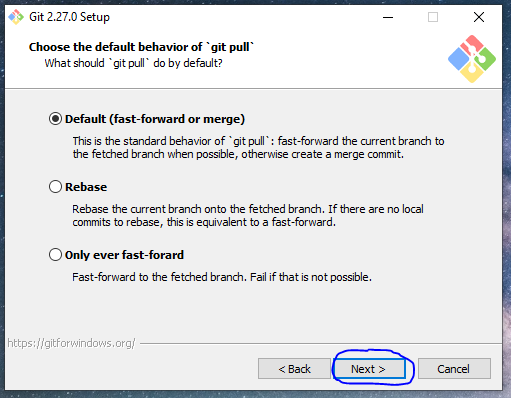 Git 2.27.0 Setup
Choose the default behavior of `git pull`
What should `git pull` do by default?
Default (fast-forward or merge)
This is the standard behavior of `git pull`: fast-forward the current branch to
the fetched branch when possible, otherwise create a merge commit.
Rebase
Rebase the current branch onto the fetched branch. If there are no local
commits to rebase, this is equivalent to a fast-forward.
Only ever fast-forard
Fast-forward to the fetched branch. Fail if that is not possible.
https://gitforwindows.org/
< Back
Next >
Cancel